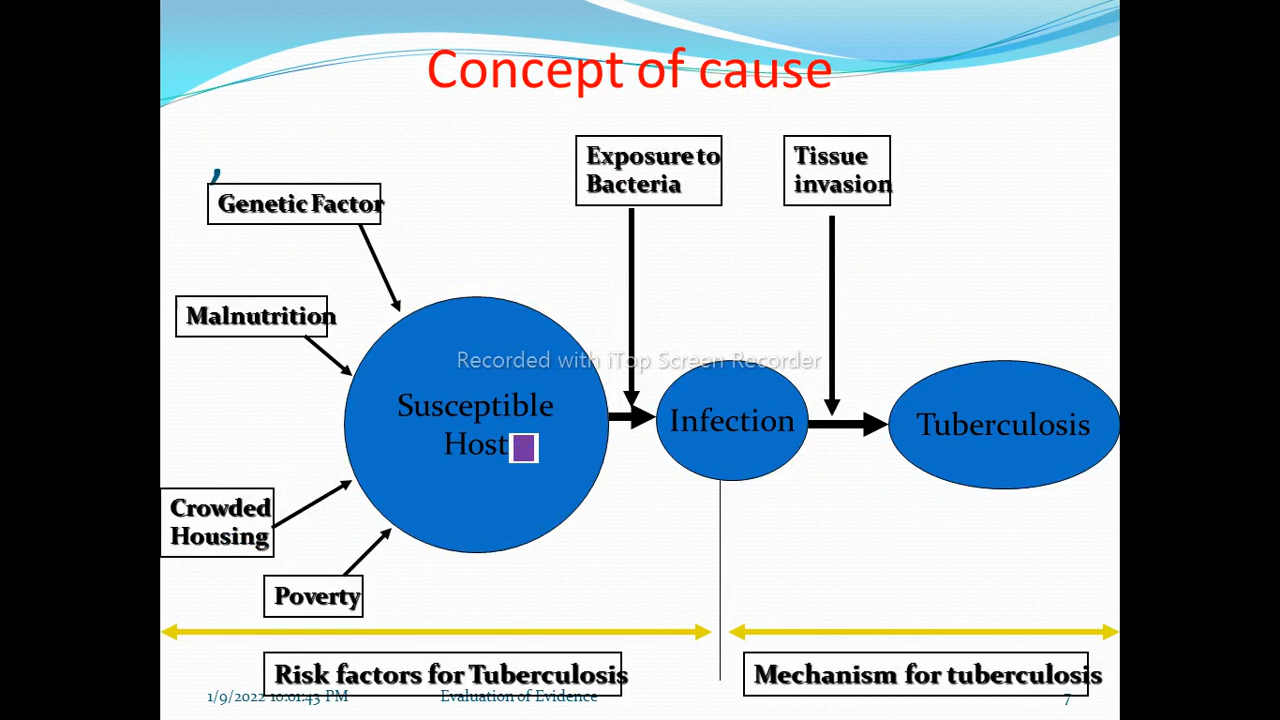 Concept of cause
,
Exposure to
Bacteria
Tissue
invasion
Genetic Factor
Malnutrition
Recorded with iTop Screen Recorder
Susceptible
Host
Infection
Tuberculosis
Crowded
Housing
Poverty
Risk factors for Tuberculosis
Mechanism for tuberculosis
1/9/2022 10:01:43 PM
Evaluation of Evidence
7